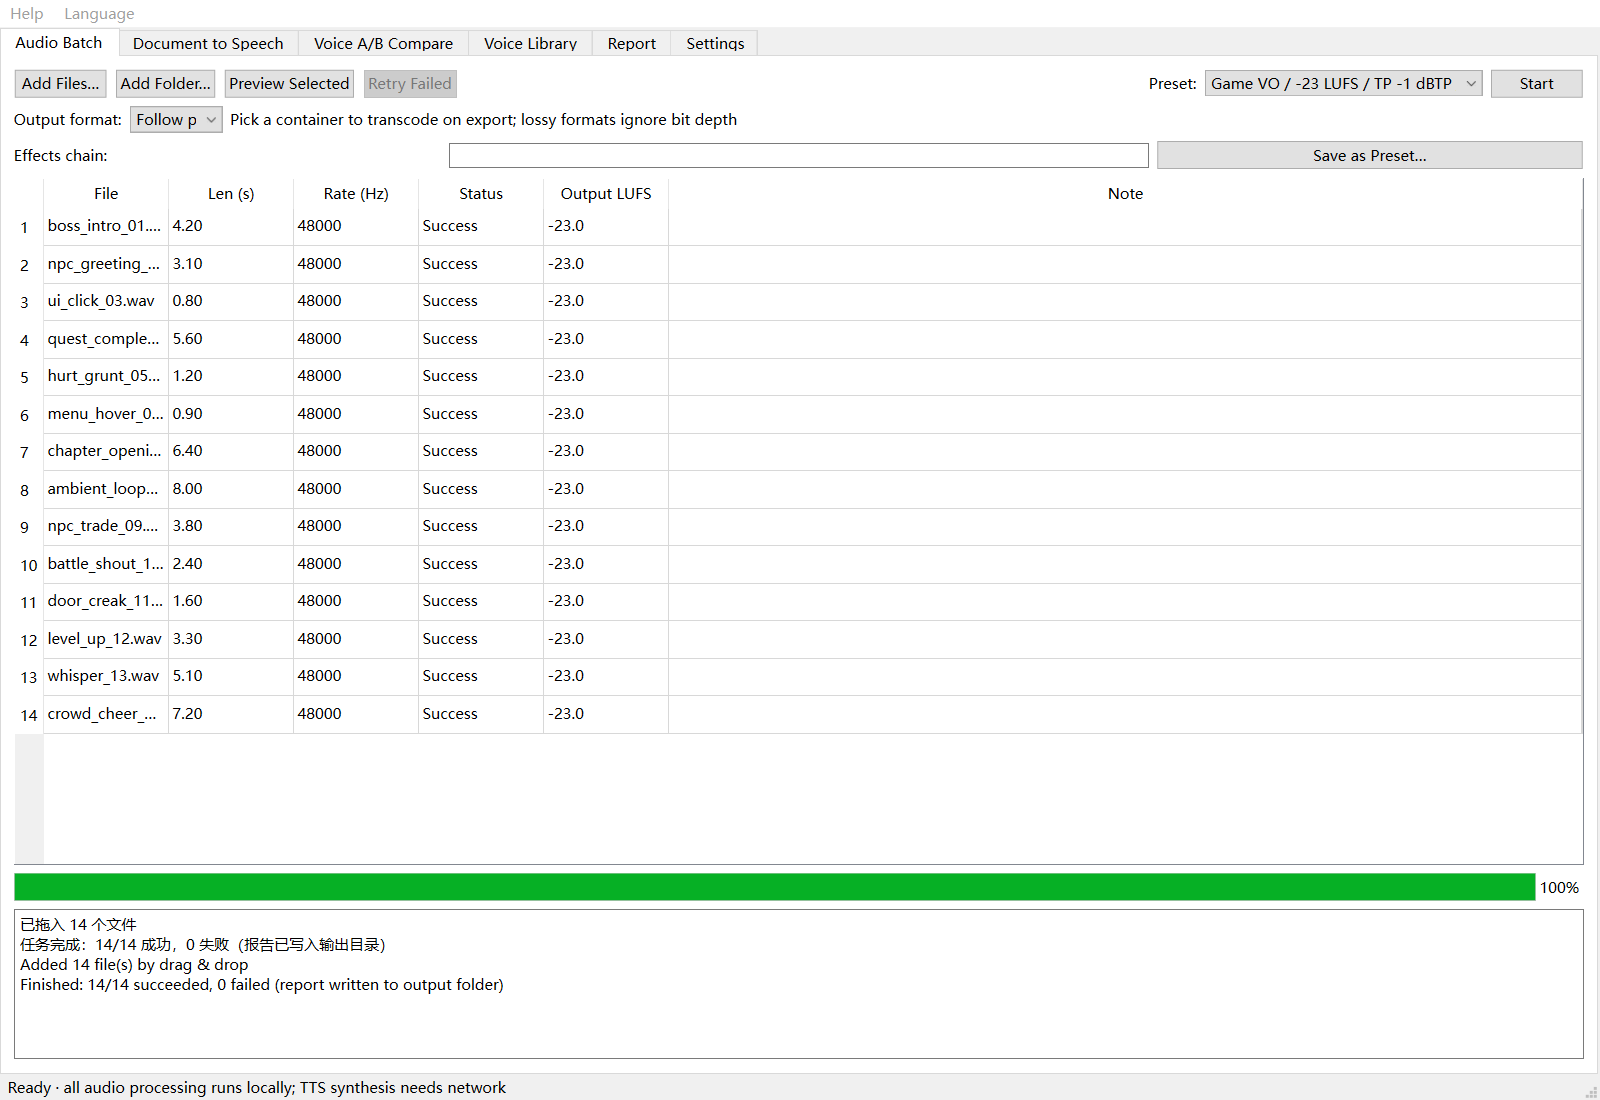 Help Language
Audio Batch Document to Speech Voice A/B Compare Voice Library Report Settings
Add Files... Add Folder... Preview Selected Retry Failed Preset: Game VO / -23 LUFS / TP -1 dBTP Start
Output format: Follow p Pick a container to transcode on export; lossy formats ignore bit depth
Effects chain: Save as Preset...
File Len (s) Rate (Hz) Status Output LUFS Note
1 boss_intro_01.... 4.20 48000 Success -23.0
2 npc_greeting_... 3.10 48000 Success -23.0
3 ui_click_03.wav 0.80 48000 Success -23.0
4 quest_comple... 5.60 48000 Success -23.0
5 hurt_grunt_05... 1.20 48000 Success -23.0
6 menu_hover_0... 0.90 48000 Success -23.0
7 chapter_openi... 6.40 48000 Success -23.0
8 ambient_loop... 8.00 48000 Success -23.0
9 npc_trade_09.... 3.80 48000 Success -23.0
10 battle_shout_1... 2.40 48000 Success -23.0
11 door_creak_11... 1.60 48000 Success -23.0
12 level_up_12.wav 3.30 48000 Success -23.0
13 whisper_13.wav 5.10 48000 Success -23.0
14 crowd_cheer_... 7.20 48000 Success -23.0
100%
已拖入 14 个文件
任务完成：14/14 成功，0 失败（报告已写入输出目录）
Added 14 file(s) by drag & drop
Finished: 14/14 succeeded, 0 failed (report written to output folder)
Ready · all audio processing runs locally; TTS synthesis needs network